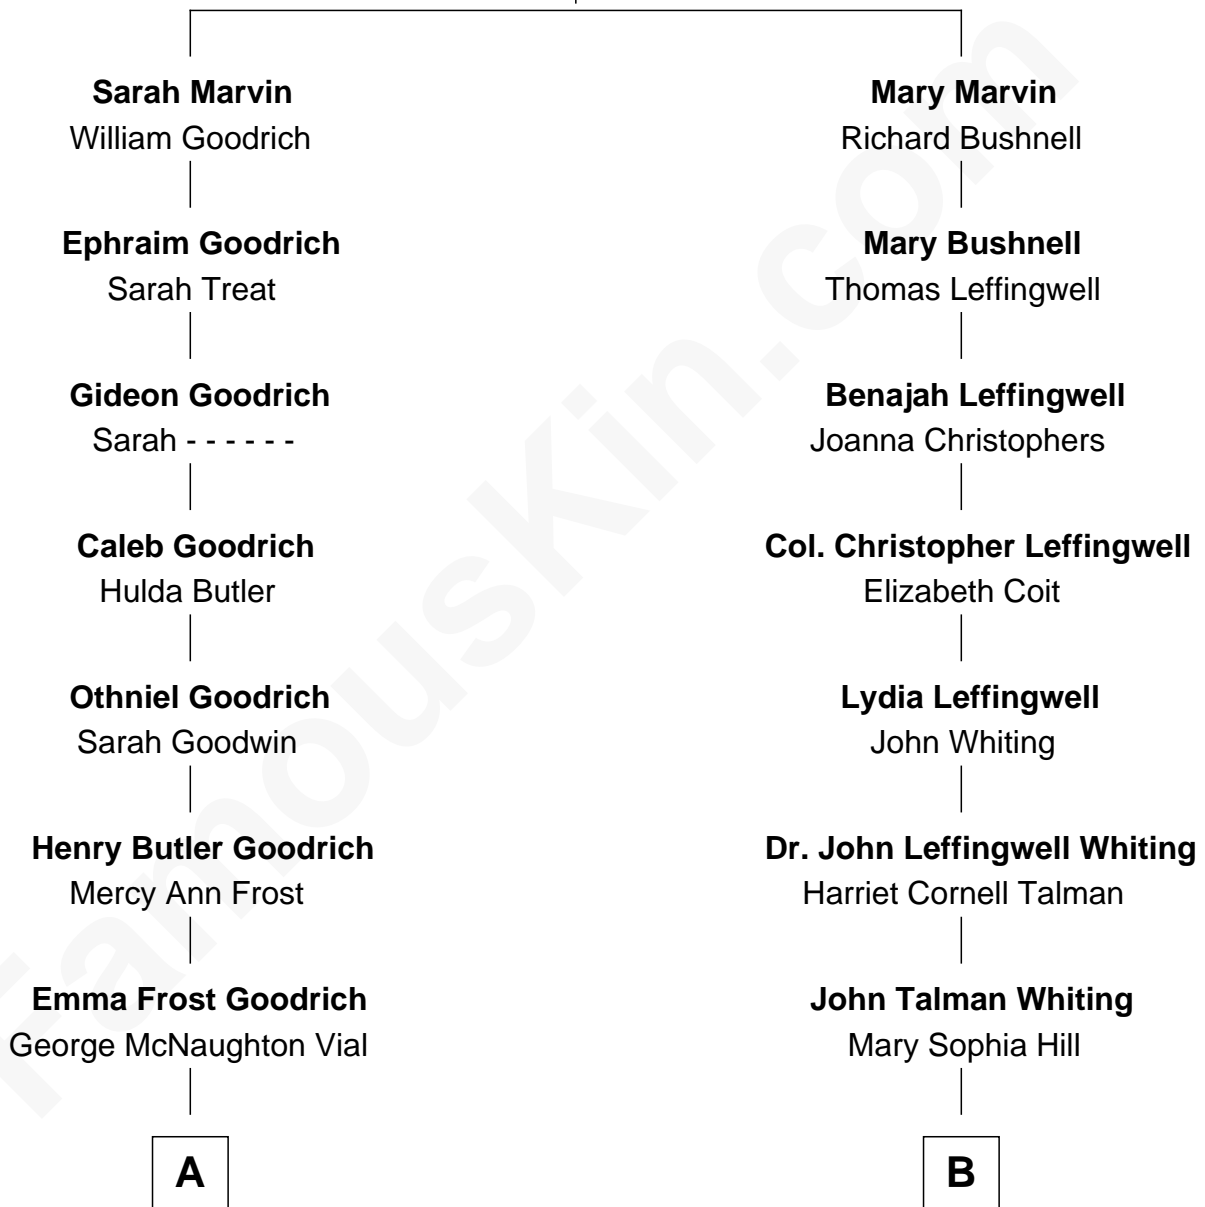 Sarah Marvin
William Goodrich
Ephraim Goodrich
Sarah Treat
Gideon Goodrich
Sarah - - - - - -
Caleb Goodrich
Hulda Butler
Othniel Goodrich
Sarah Goodwin
Henry Butler Goodrich
Mercy Ann Frost
Emma Frost Goodrich
George McNaughton Vial
A
Mary Marvin
Richard Bushnell
Mary Bushnell
Thomas Leffingwell
Benajah Leffingwell
Joanna Christophers
Col. Christopher Leffingwell
Elizabeth Coit
Lydia Leffingwell
John Whiting
Dr. John Leffingwell Whiting
Harriet Cornell Talman
John Talman Whiting
Mary Sophia Hill
B
FamousKin.com